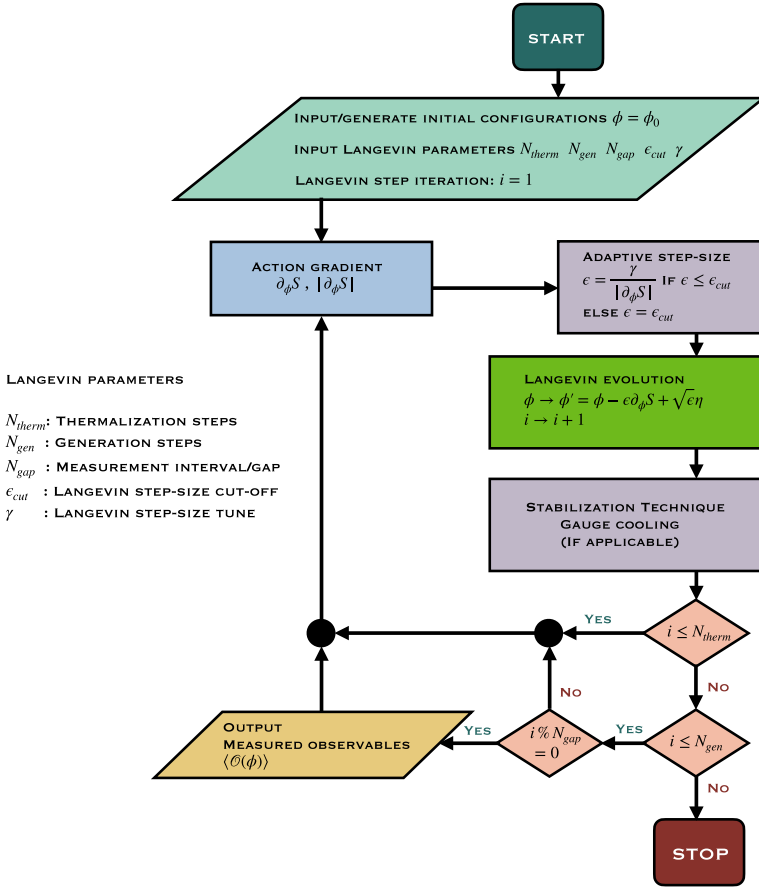 START
INPUT/GENERATE INITIAL CONFIGURATIONS ϕ = ϕ₀
INPUT LANGEVIN PARAMETERS N_therm N_gen N_gap ϵ_cut γ
LANGEVIN STEP ITERATION: i = 1
ACTION GRADIENT
∂_ϕS , |∂_ϕS|
ADAPTIVE STEP-SIZE
ϵ = γ/|∂_ϕS| IF ϵ ≤ ϵ_cut
ELSE ϵ = ϵ_cut
LANGEVIN EVOLUTION
ϕ → ϕ′ = ϕ − ϵ∂_ϕS + √ϵη
i → i + 1
LANGEVIN PARAMETERS
N_therm: THERMALIZATION STEPS
N_gen : GENERATION STEPS
N_gap : MEASUREMENT INTERVAL/GAP
ϵ_cut : LANGEVIN STEP-SIZE CUT-OFF
γ : LANGEVIN STEP-SIZE TUNE
STABILIZATION TECHNIQUE
GAUGE COOLING
(IF APPLICABLE)
YES
i ≤ N_therm
NO
NO
OUTPUT
MEASURED OBSERVABLES
⟨𝒪(ϕ)⟩
YES
i % N_gap
= 0
YES
i ≤ N_gen
NO
STOP